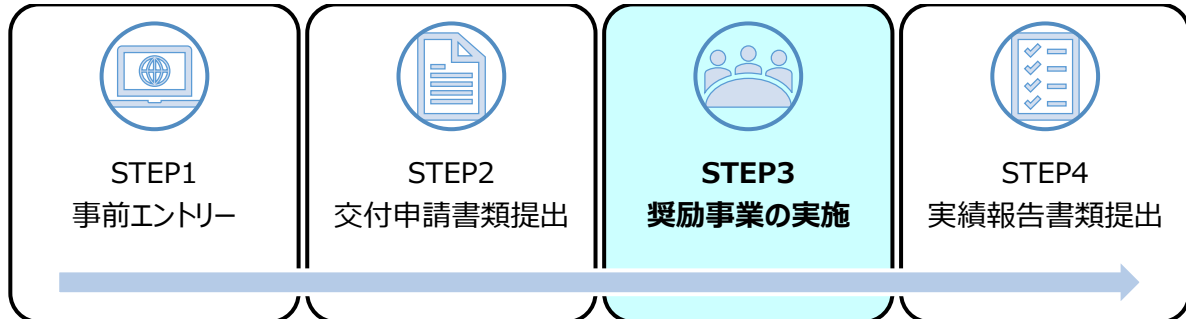 STEP1
事前エントリー
STEP2
交付申請書類提出
STEP3
奨励事業の実施
STEP4
実績報告書類提出